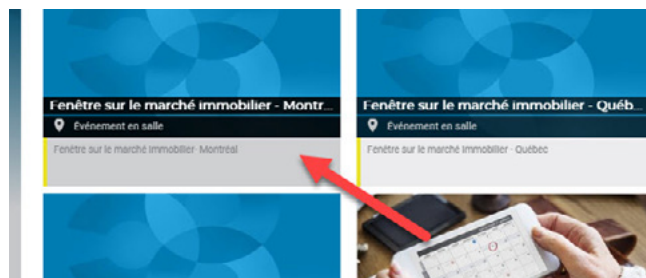 Fenêtre sur le marché immobilier - Montr...
Événement en salle
Fenêtre sur le marché immobilier- Montréal
Fenêtre sur le marché immobilier - Québ...
Événement en salle
Fenêtre sur le marché immobilier - Québec